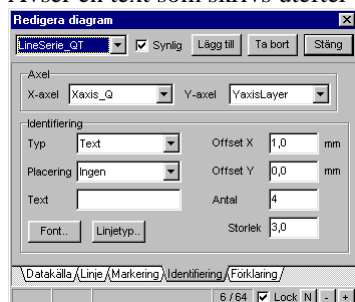 Avser en text som skrivs utefter
Redigera diagram
LineSerie_QT Synlig Lägg till Ta bort Stäng
Axel
X-axel Xaxis_Q Y-axel YaxisLayer
Identifiering
Typ Text Offset X 1,0 mm
Placering Ingen Offset Y 0,0 mm
Text Antal 4
Font.. Linjetyp.. Storlek 3,0
Datakälla Linje Markering Identifiering Förklaring
6 / 64 Lock N - +